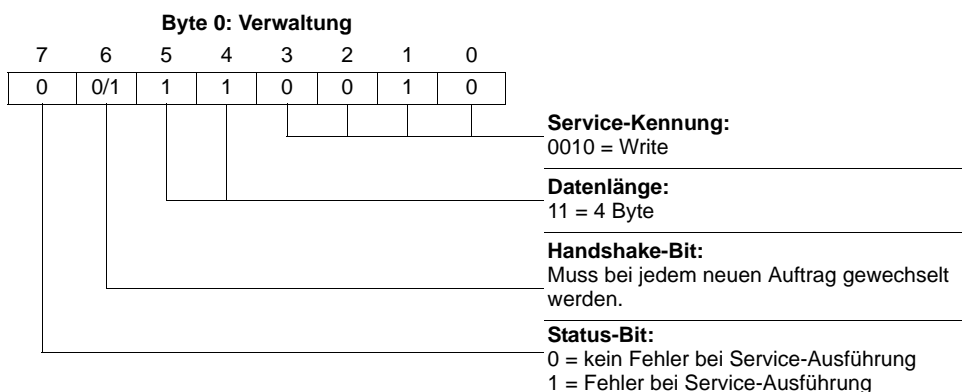 Byte 0: Verwaltung
7 6 5 4 3 2 1 0
0 0/1 1 1 0 0 1 0
Service-Kennung:
0010 = Write
Datenlänge:
11 = 4 Byte
Handshake-Bit:
Muss bei jedem neuen Auftrag gewechselt
werden.
Status-Bit:
0 = kein Fehler bei Service-Ausführung
1 = Fehler bei Service-Ausführung